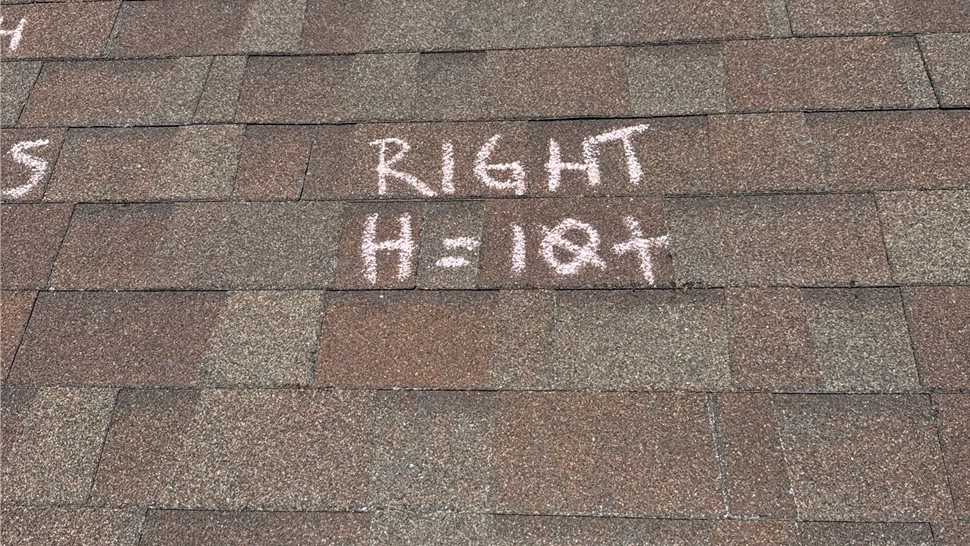 H
S RIGHT
H = 10+